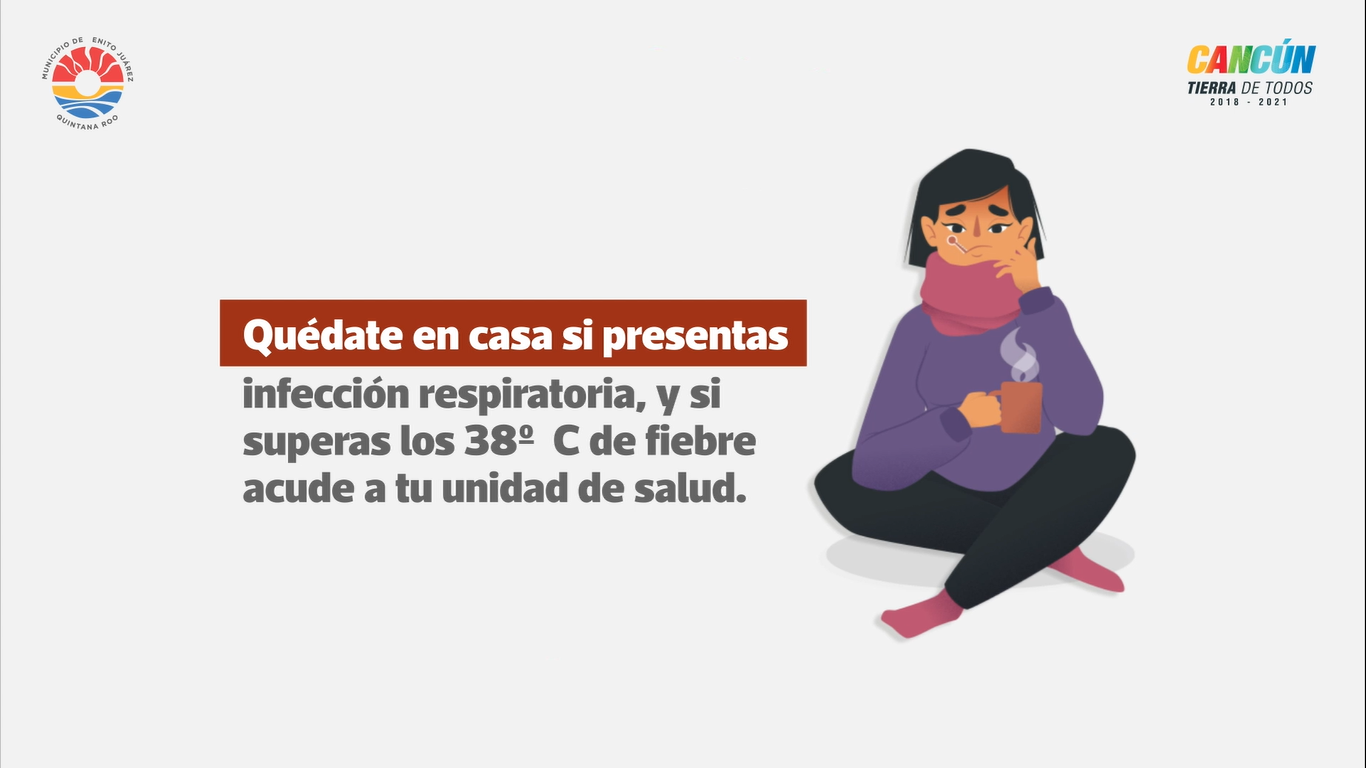 MUNICIPIO DE ENITO JUÁREZ
QUINTANA ROO
CANCÚN
TIERRA DE TODOS
2018 - 2021
Quédate en casa si presentas
infección respiratoria, y si
superas los 38º C de fiebre
acude a tu unidad de salud.